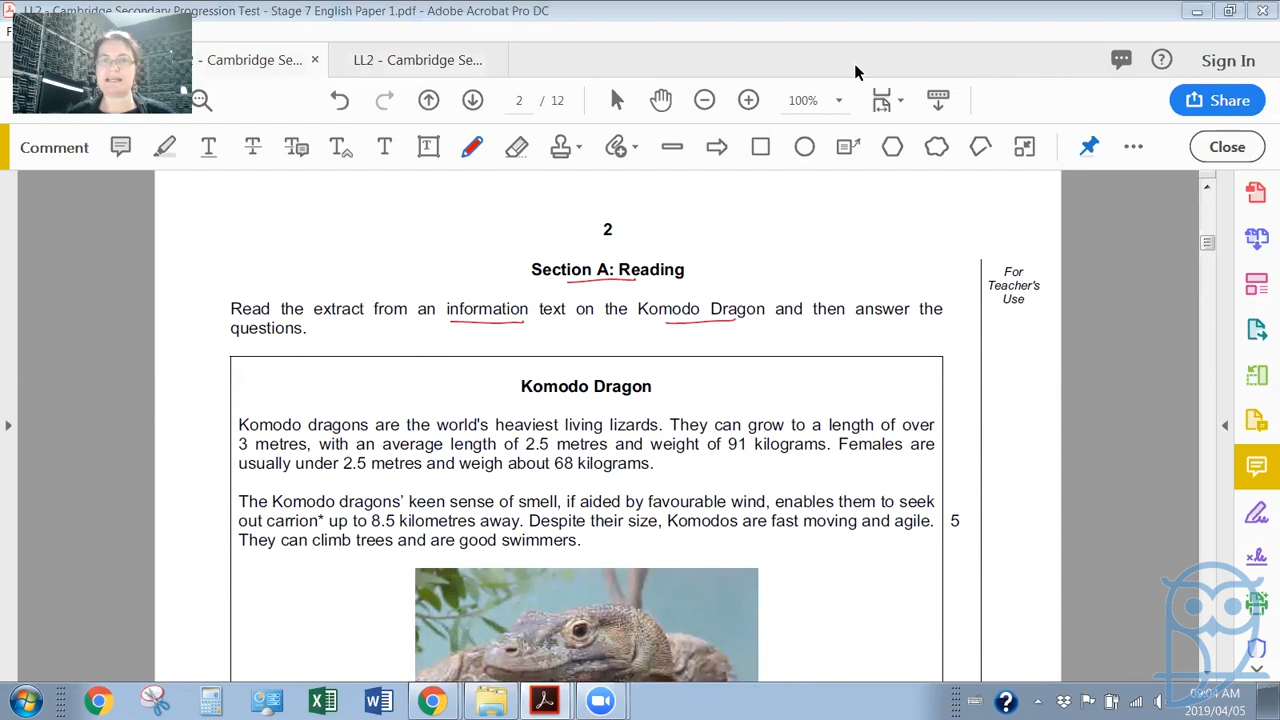 LL2 - Cambridge Secondary Progression Test - Stage 7 English Paper 1.pdf - Adobe Acrobat Pro DC
- Cambridge Se... ×
LL2 - Cambridge Se...
Sign In
2 / 12
100%
Share
Comment
Close
2
Section A: Reading
For
Teacher's
Use
Read the extract from an information text on the Komodo Dragon and then answer the
questions.
Komodo Dragon
Komodo dragons are the world's heaviest living lizards. They can grow to a length of over
3 metres, with an average length of 2.5 metres and weight of 91 kilograms. Females are
usually under 2.5 metres and weigh about 68 kilograms.
The Komodo dragons' keen sense of smell, if aided by favourable wind, enables them to seek
out carrion* up to 8.5 kilometres away. Despite their size, Komodos are fast moving and agile. 5
They can climb trees and are good swimmers.
09:04 AM
2019/04/05